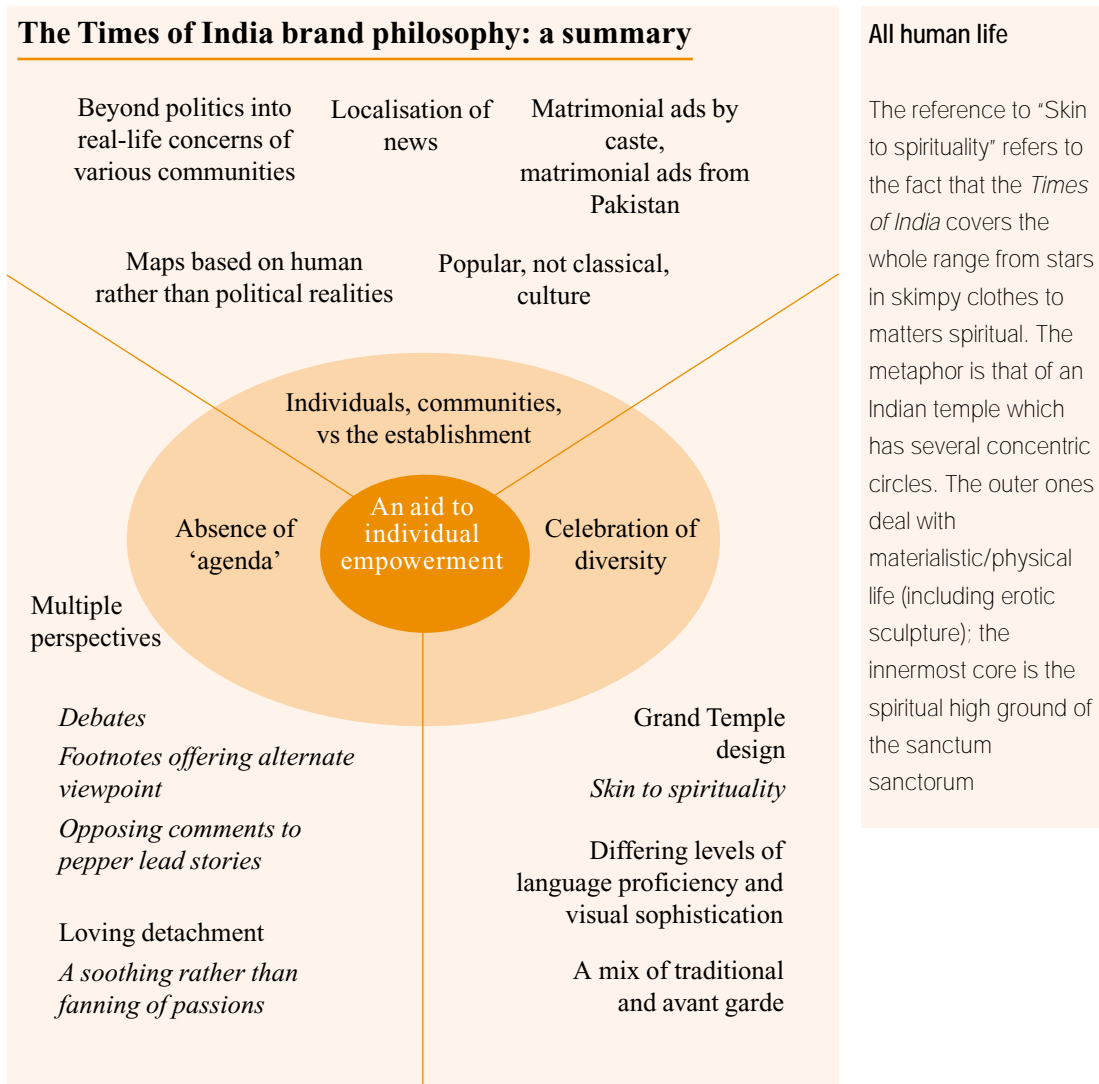 The Times of India brand philosophy: a summary
Beyond politics into
real-life concerns of
various communities
Localisation of
news
Matrimonial ads by
caste,
matrimonial ads from
Pakistan
Maps based on human
rather than political realities
Popular, not classical,
culture
Individuals, communities,
vs the establishment
An aid to
individual
empowerment
Absence of
‘agenda’
Celebration of
diversity
Multiple
perspectives
Debates
Footnotes offering alternate
viewpoint
Opposing comments to
pepper lead stories
Loving detachment
A soothing rather than
fanning of passions
Grand Temple
design
Skin to spirituality
Differing levels of
language proficiency and
visual sophistication
A mix of traditional
and avant garde
All human life
The reference to “Skin
to spirituality” refers to
the fact that the Times
of India covers the
whole range from stars
in skimpy clothes to
matters spiritual. The
metaphor is that of an
Indian temple which
has several concentric
circles. The outer ones
deal with
materialistic/physical
life (including erotic
sculpture); the
innermost core is the
spiritual high ground of
the sanctum
sanctorum